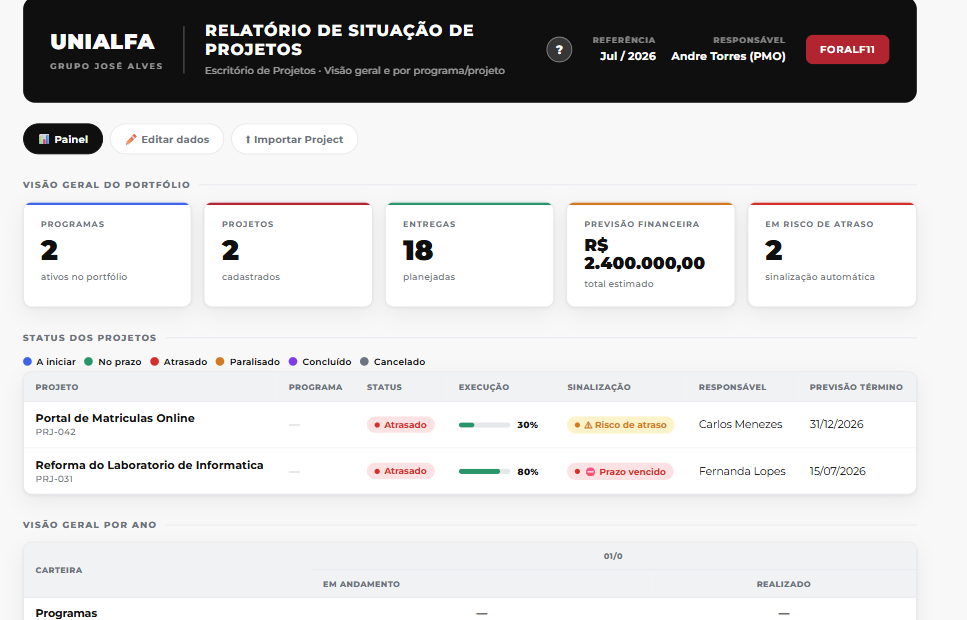 UNIALFA
GRUPO JOSÉ ALVES
RELATÓRIO DE SITUAÇÃO DE
PROJETOS
Escritório de Projetos · Visão geral e por programa/projeto
?
REFERÊNCIA
Jul / 2026
RESPONSÁVEL
Andre Torres (PMO)
FORALF11
Painel
Editar dados
⬆ Importar Project
VISÃO GERAL DO PORTFÓLIO
PROGRAMAS
2
ativos no portfólio
PROJETOS
2
cadastrados
ENTREGAS
18
planejadas
PREVISÃO FINANCEIRA
R$
2.400.000,00
total estimado
EM RISCO DE ATRASO
2
sinalização automática
STATUS DOS PROJETOS
A iniciar No prazo Atrasado Paralisado Concluído Cancelado
PROJETO PROGRAMA STATUS EXECUÇÃO SINALIZAÇÃO RESPONSÁVEL PREVISÃO TÉRMINO
Portal de Matriculas Online
PRJ-042
— Atrasado 30% ⚠ Risco de atraso Carlos Menezes 31/12/2026
Reforma do Laboratorio de Informatica
PRJ-031
— Atrasado 80% ⛔ Prazo vencido Fernanda Lopes 15/07/2026
VISÃO GERAL POR ANO
CARTEIRA
01/0
EM ANDAMENTO REALIZADO
Programas — —